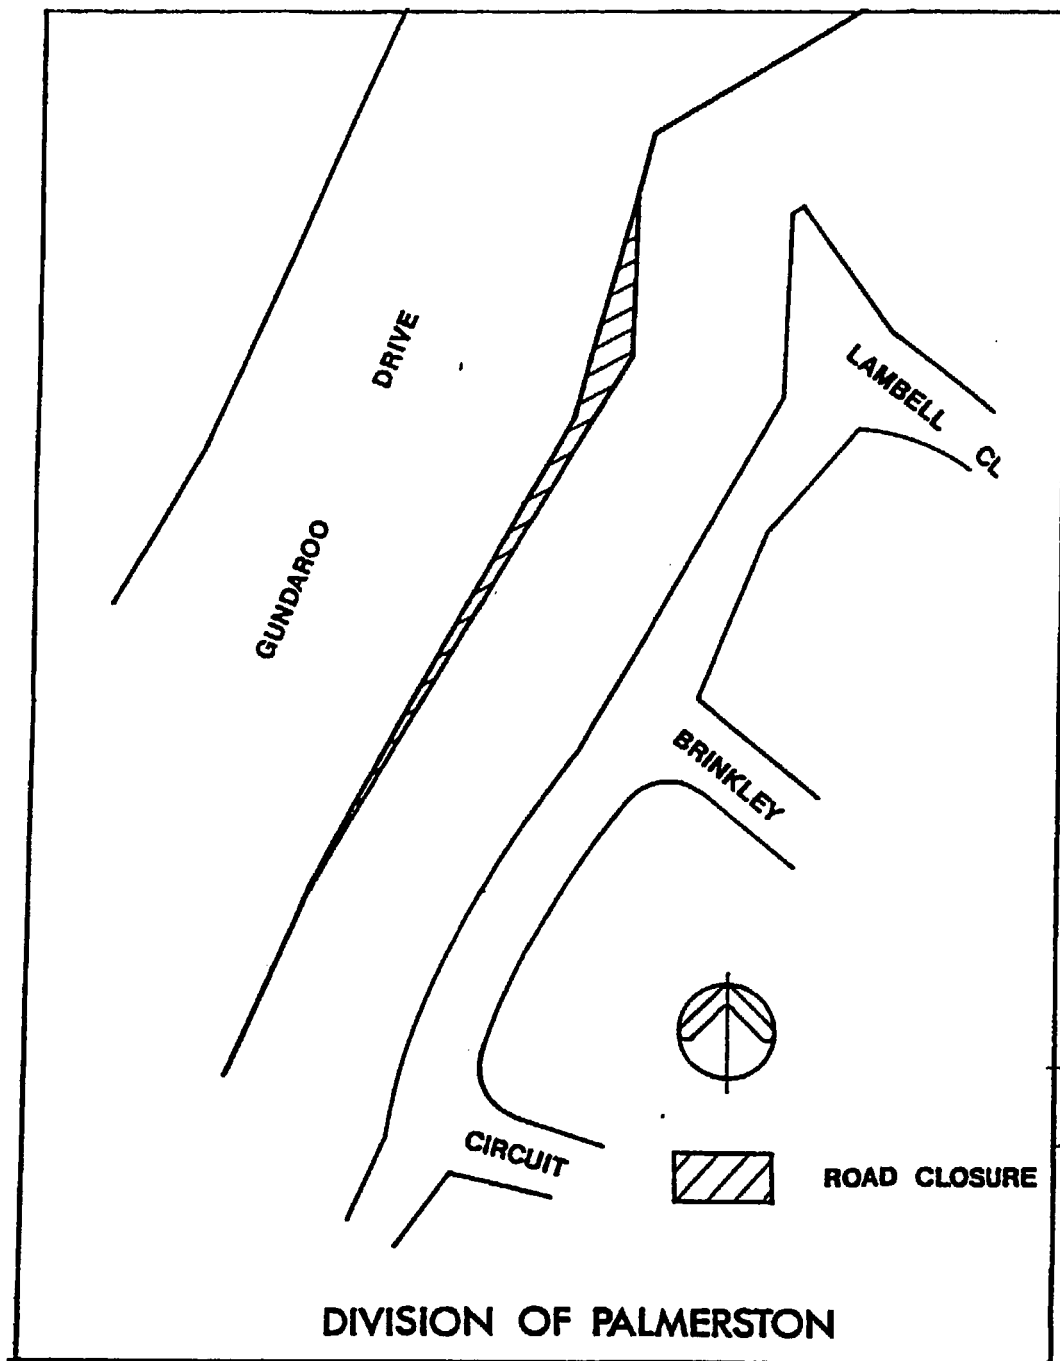 GUNDAROO DRIVE
LAMBELL CL
BRINKLEY
CIRCUIT
ROAD CLOSURE
DIVISION OF PALMERSTON